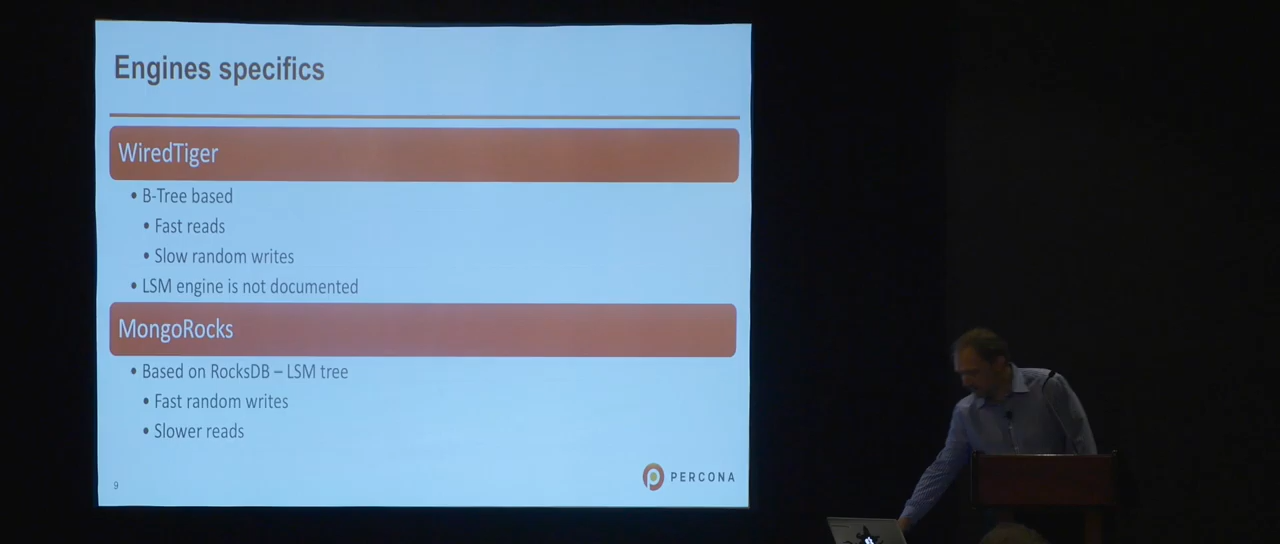 Engines specifics
WiredTiger
• B-Tree based
• Fast reads
• Slow random writes
• LSM engine is not documented
MongoRocks
• Based on RocksDB – LSM tree
• Fast random writes
• Slower reads
9
PERCONA